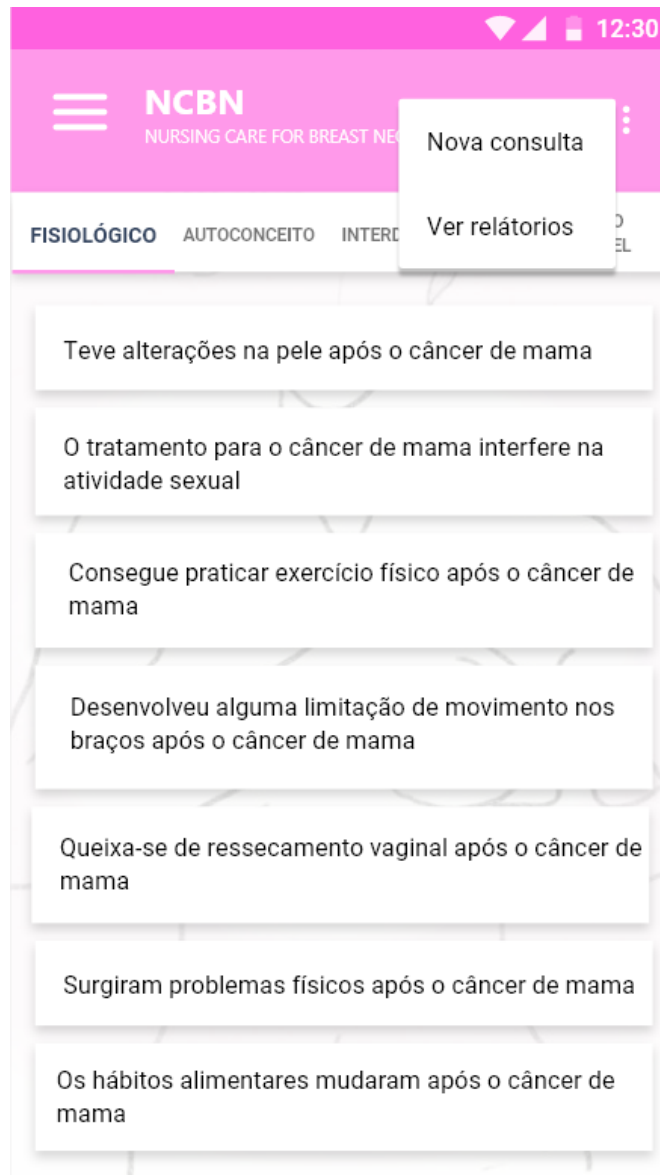 12:30
NCBN
NURSING CARE FOR BREAST
Nova consulta
Ver relátorios
FISIOLÓGICO AUTOCONCEITO
Teve alterações na pele após o câncer de mama
O tratamento para o câncer de mama interfere na
atividade sexual
Consegue praticar exercício físico após o câncer de
mama
Desenvolveu alguma limitação de movimento nos
braços após o câncer de mama
Queixa-se de ressecamento vaginal após o câncer de
mama
Surgiram problemas físicos após o câncer de mama
Os hábitos alimentares mudaram após o câncer de
mama